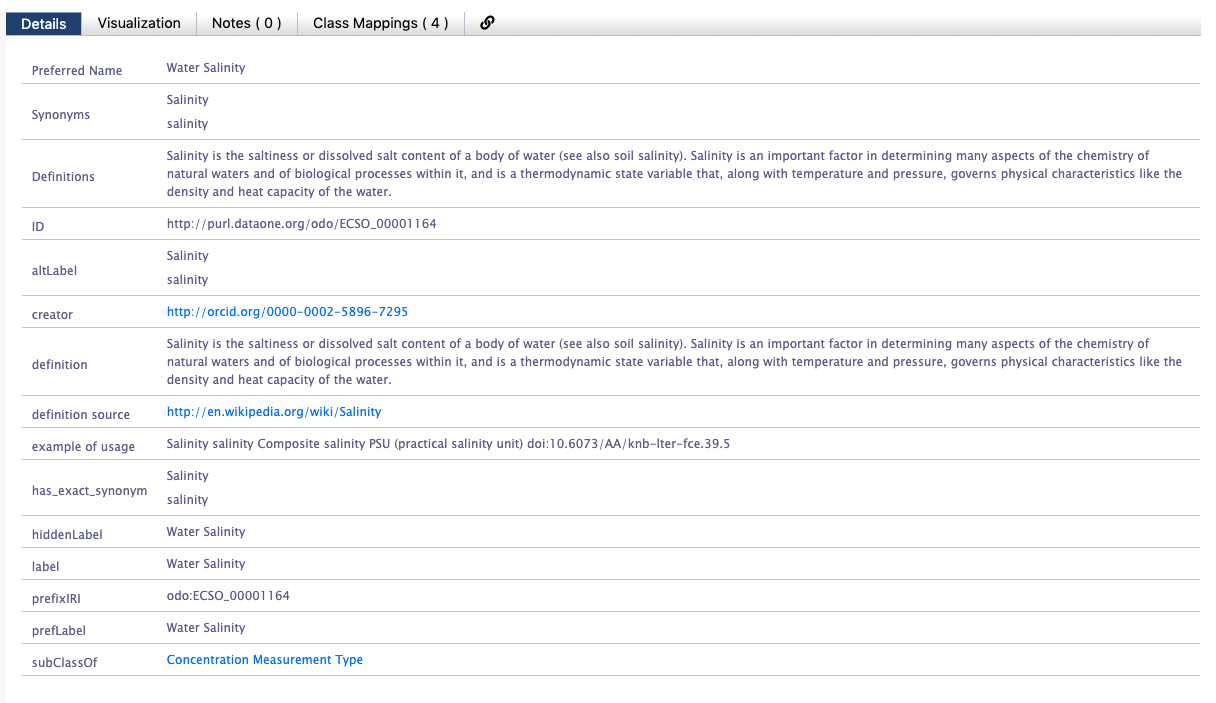 Details Visualization Notes ( 0 ) Class Mappings ( 4 )
Preferred Name Water Salinity
Synonyms Salinity
salinity
Definitions Salinity is the saltiness or dissolved salt content of a body of water (see also soil salinity). Salinity is an important factor in determining many aspects of the chemistry of
natural waters and of biological processes within it, and is a thermodynamic state variable that, along with temperature and pressure, governs physical characteristics like the
density and heat capacity of the water.
ID http://purl.dataone.org/odo/ECSO_00001164
altLabel Salinity
salinity
creator http://orcid.org/0000-0002-5896-7295
definition Salinity is the saltiness or dissolved salt content of a body of water (see also soil salinity). Salinity is an important factor in determining many aspects of the chemistry of
natural waters and of biological processes within it, and is a thermodynamic state variable that, along with temperature and pressure, governs physical characteristics like the
density and heat capacity of the water.
definition source http://en.wikipedia.org/wiki/Salinity
example of usage Salinity salinity Composite salinity PSU (practical salinity unit) doi:10.6073/AA/knb-lter-fce.39.5
has_exact_synonym Salinity
salinity
hiddenLabel Water Salinity
label Water Salinity
prefixIRI odo:ECSO_00001164
prefLabel Water Salinity
subClassOf Concentration Measurement Type